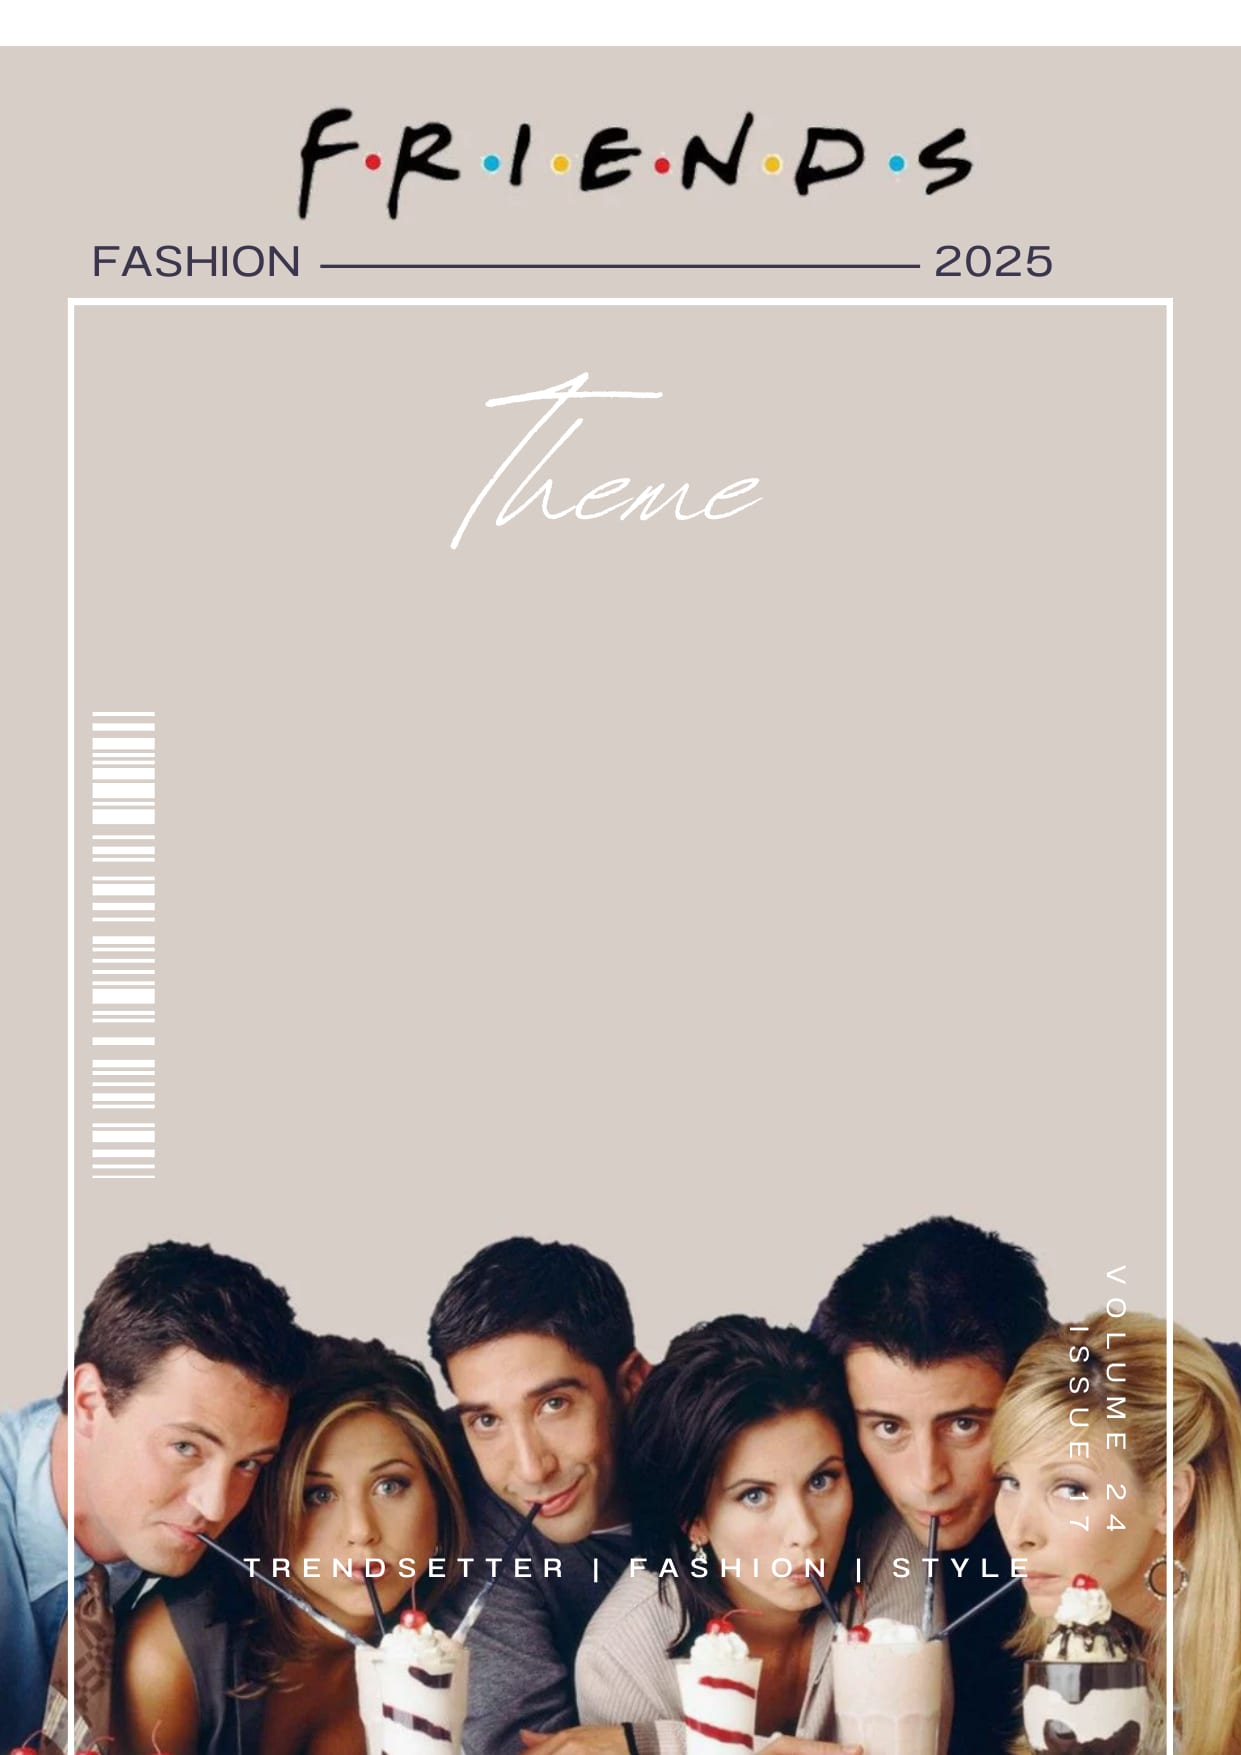 F•R•I•E•N•D•S
FASHION 2025
Theme
VOLUME 24
ISSUE 17
TRENDSETTER | FASHION | STYLE